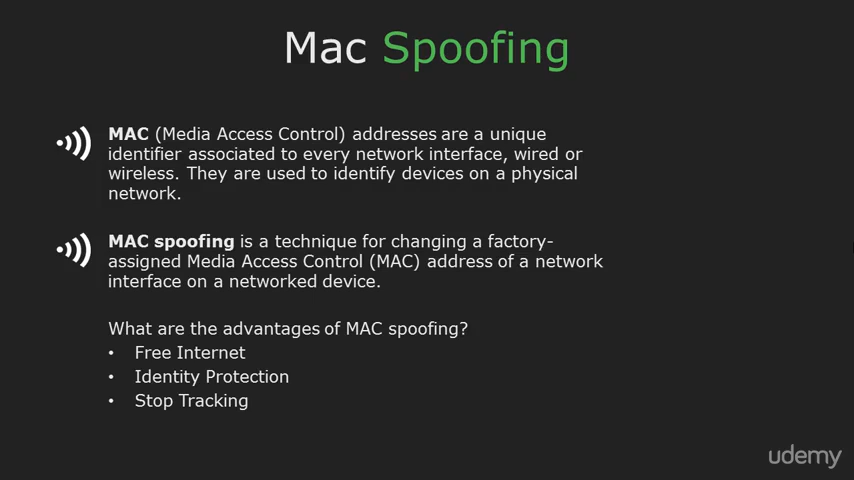 Mac Spoofing
MAC (Media Access Control) addresses are a unique
identifier associated to every network interface, wired or
wireless. They are used to identify devices on a physical
network.
MAC spoofing is a technique for changing a factory-
assigned Media Access Control (MAC) address of a network
interface on a networked device.
What are the advantages of MAC spoofing?
• Free Internet
• Identity Protection
• Stop Tracking
udemy